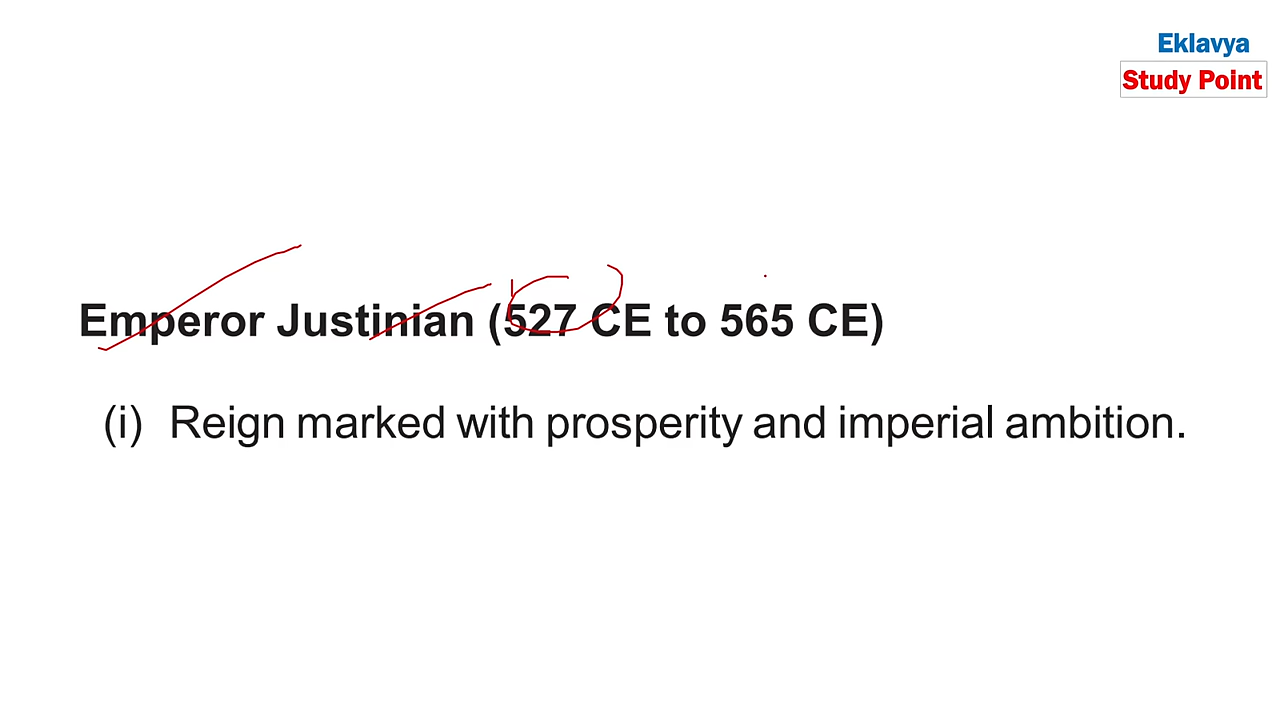 Eklavya
Study Point
Emperor Justinian (527 CE to 565 CE)
(i) Reign marked with prosperity and imperial ambition.